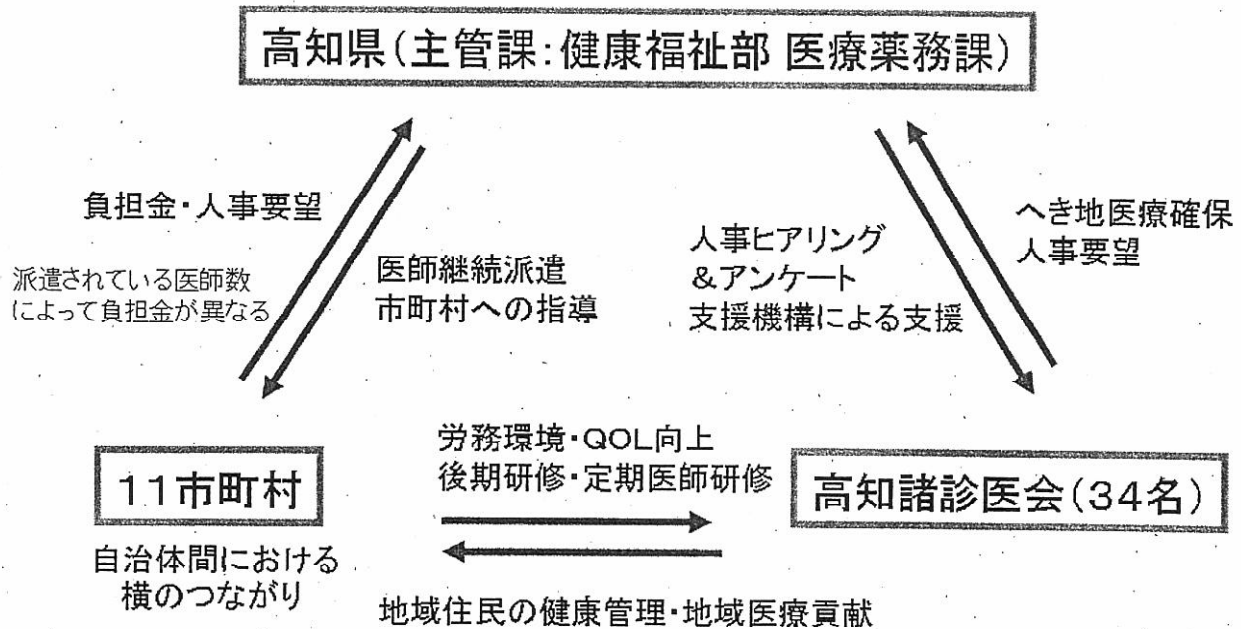 高知県(主管課:健康福祉部 医療薬務課)
負担金・人事要望
派遣されている医師数
によって負担金が異なる
医師継続派遣
市町村への指導
人事ヒアリング
&アンケート
支援機構による支援
へき地医療確保
人事要望
11市町村
自治体間における
横のつながり
労務環境・QOL向上
後期研修・定期医師研修
高知諸診医会(34名)
地域住民の健康管理・地域医療貢献